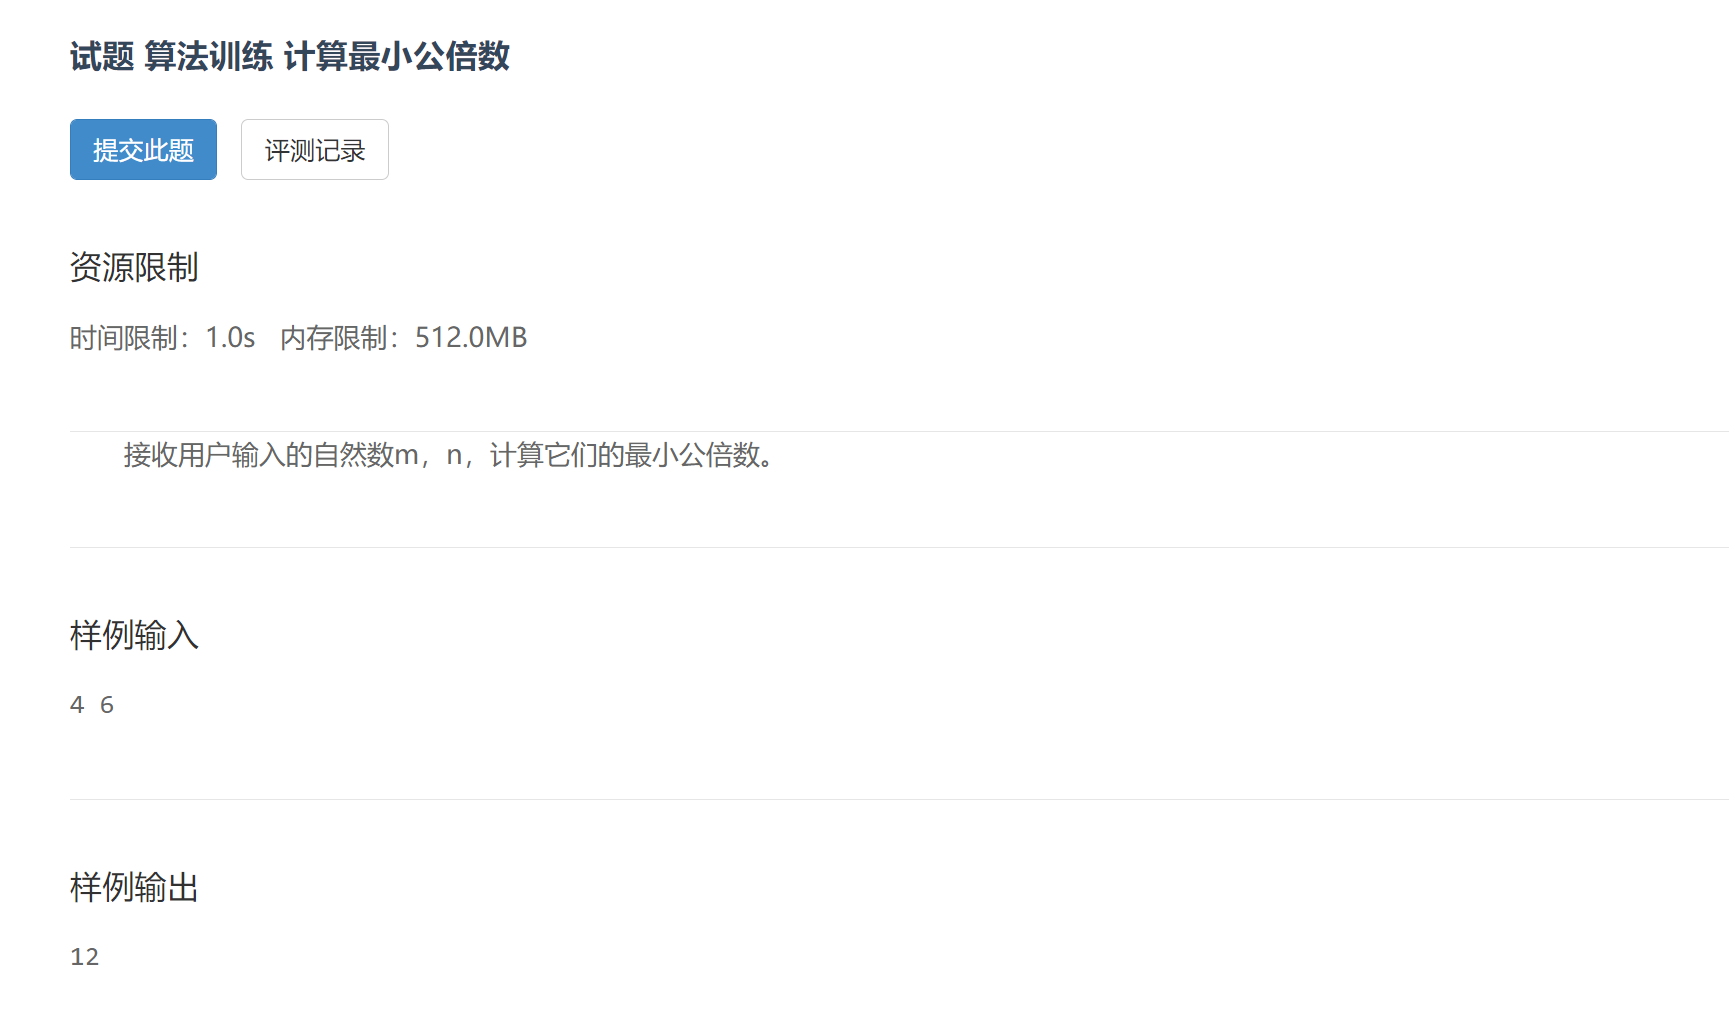 试题 算法训练 计算最小公倍数
提交此题 评测记录
资源限制
时间限制：1.0s 内存限制：512.0MB
接收用户输入的自然数m，n，计算它们的最小公倍数。
样例输入
4 6
样例输出
12